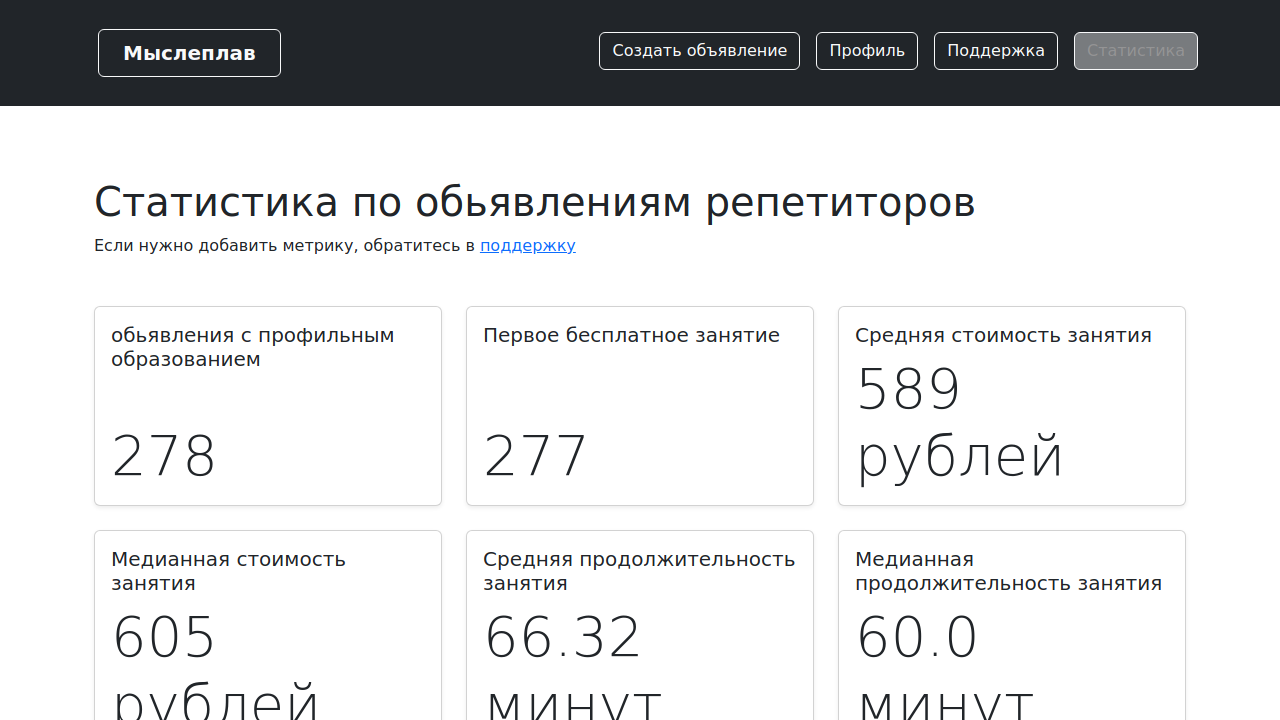 Мыслеплав
Создать объявление
Профиль
Поддержка
Статистика
Статистика по обьявлениям репетиторов
Если нужно добавить метрику, обратитесь в поддержку
обьявления с профильным
образованием
278
Первое бесплатное занятие
277
Средняя стоимость занятия
589
рублей
Медианная стоимость
занятия
605
рублей
Средняя продолжительность
занятия
66.32
минут
Медианная
продолжительность занятия
60.0
минут